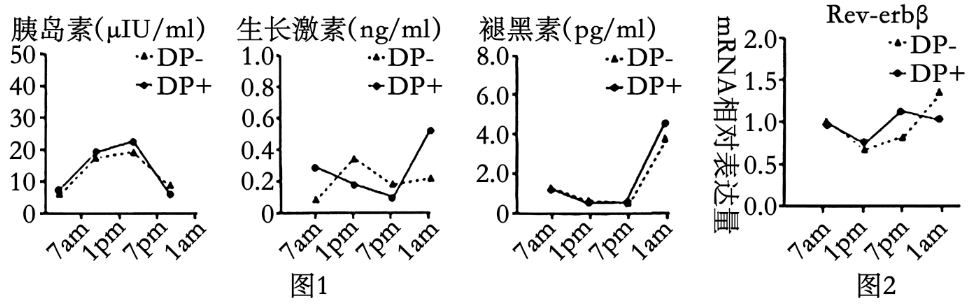 胰岛素(μIU/ml)
50
40
30
20
10
0
DP-
DP+
7am
1pm
7pm
1am
生长激素(ng/ml)
1.0
0.8
0.6
0.4
0.2
0
DP-
DP+
7am
1pm
7pm
1am
褪黑素(pg/ml)
8.0
6.0
4.0
2.0
0
DP-
DP+
7am
1pm
7pm
1am
图1
Rev-erbβ
mRNA相对表达量
2.0
1.5
1.0
0.5
0.0
DP-
DP+
7am
1pm
7pm
1am
图2